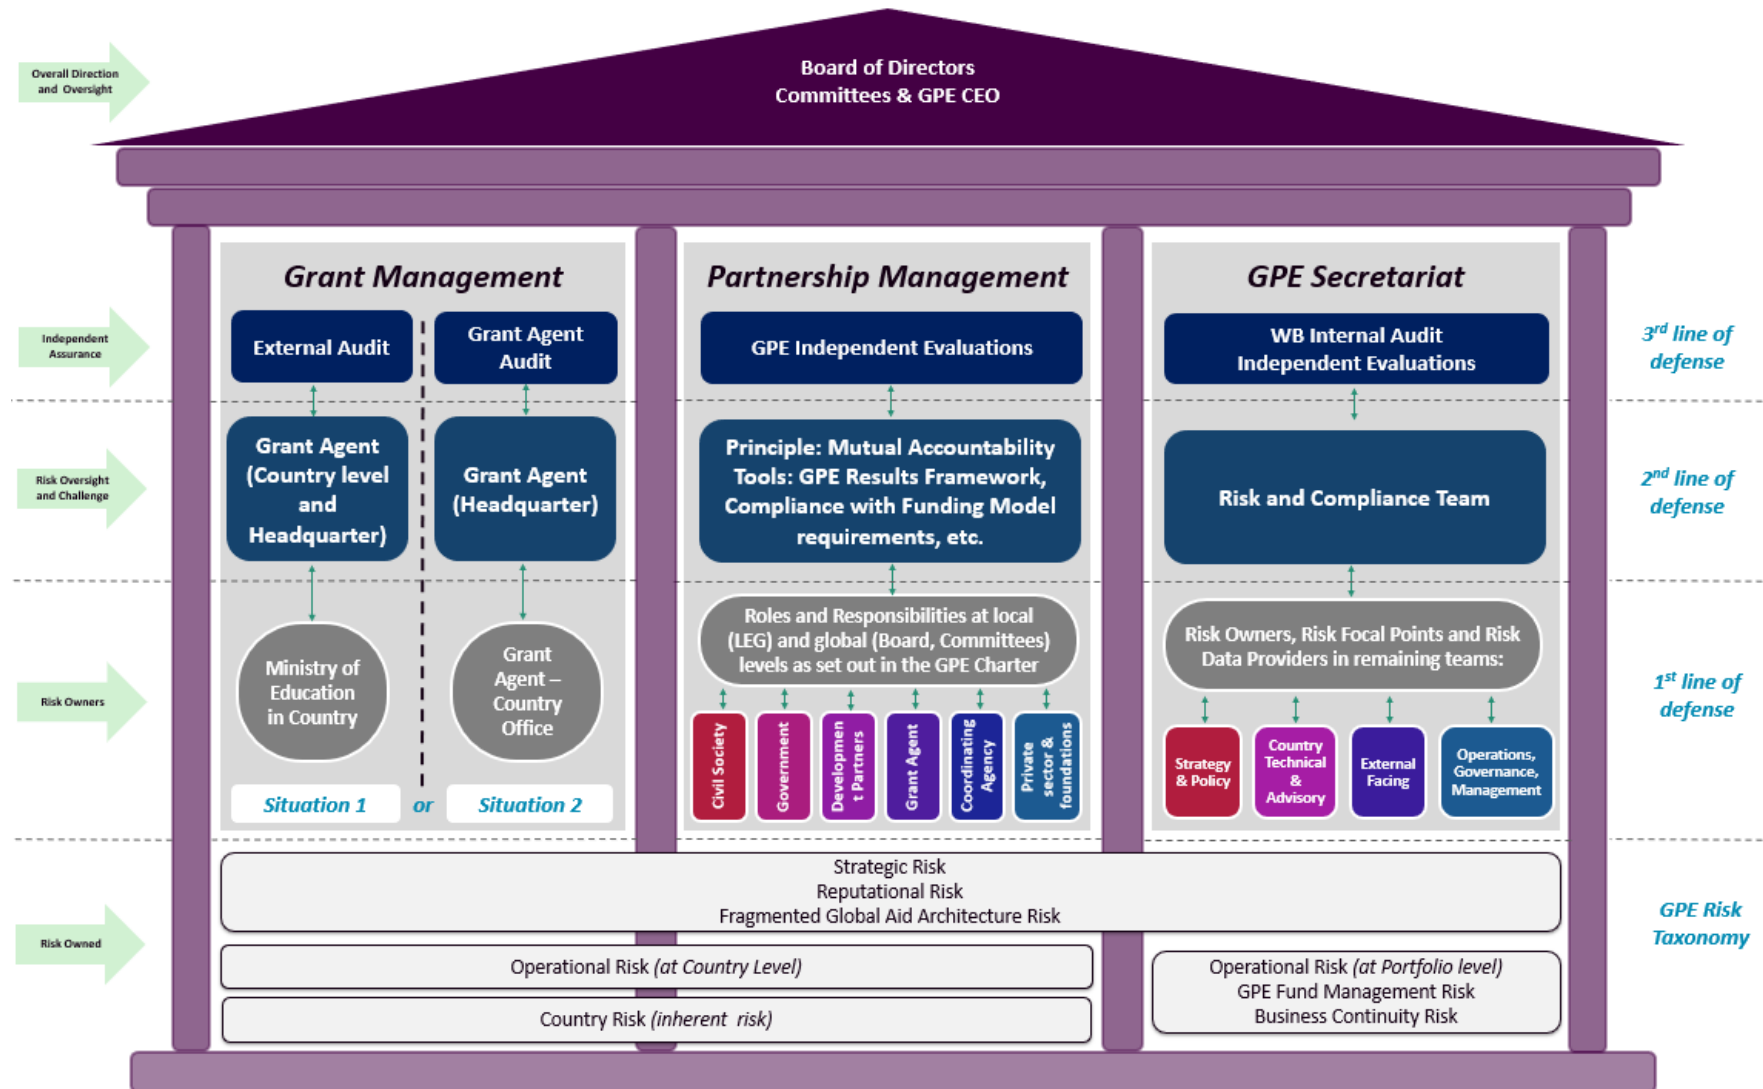 Board of Directors
Committees & GPE CEO
Overall Direction
and Oversight
Grant Management
Partnership Management
GPE Secretariat
Independent
Assurance
External Audit
Grant Agent
Audit
GPE Independent Evaluations
WB Internal Audit
Independent Evaluations
3rd line of
defense
Risk Oversight
and Challenge
Grant Agent
(Country level
and
Headquarter)
Grant Agent
(Headquarter)
Principle: Mutual Accountability
Tools: GPE Results Framework,
Compliance with Funding Model
requirements, etc.
Risk and Compliance Team
2nd line of
defense
Risk Owners
Ministry of
Education
in Country
Grant
Agent –
Country
Office
Roles and Responsibilities at local
(LEG) and global (Board, Committees)
levels as set out in the GPE Charter
Risk Owners, Risk Focal Points and Risk
Data Providers in remaining teams:
1st line of
defense
Civil Society
Government
Developmen
t Partners
Grant Agent
Coordinating
Agency
Private
sector &
foundations
Strategy
& Policy
Country
Technical
&
Advisory
External
Facing
Operations,
Governance,
Management
Situation 1 or Situation 2
Risk Owned
Strategic Risk
Reputational Risk
Fragmented Global Aid Architecture Risk
Operational Risk (at Country Level)
Country Risk (inherent risk)
Operational Risk (at Portfolio level)
GPE Fund Management Risk
Business Continuity Risk
GPE Risk
Taxonomy